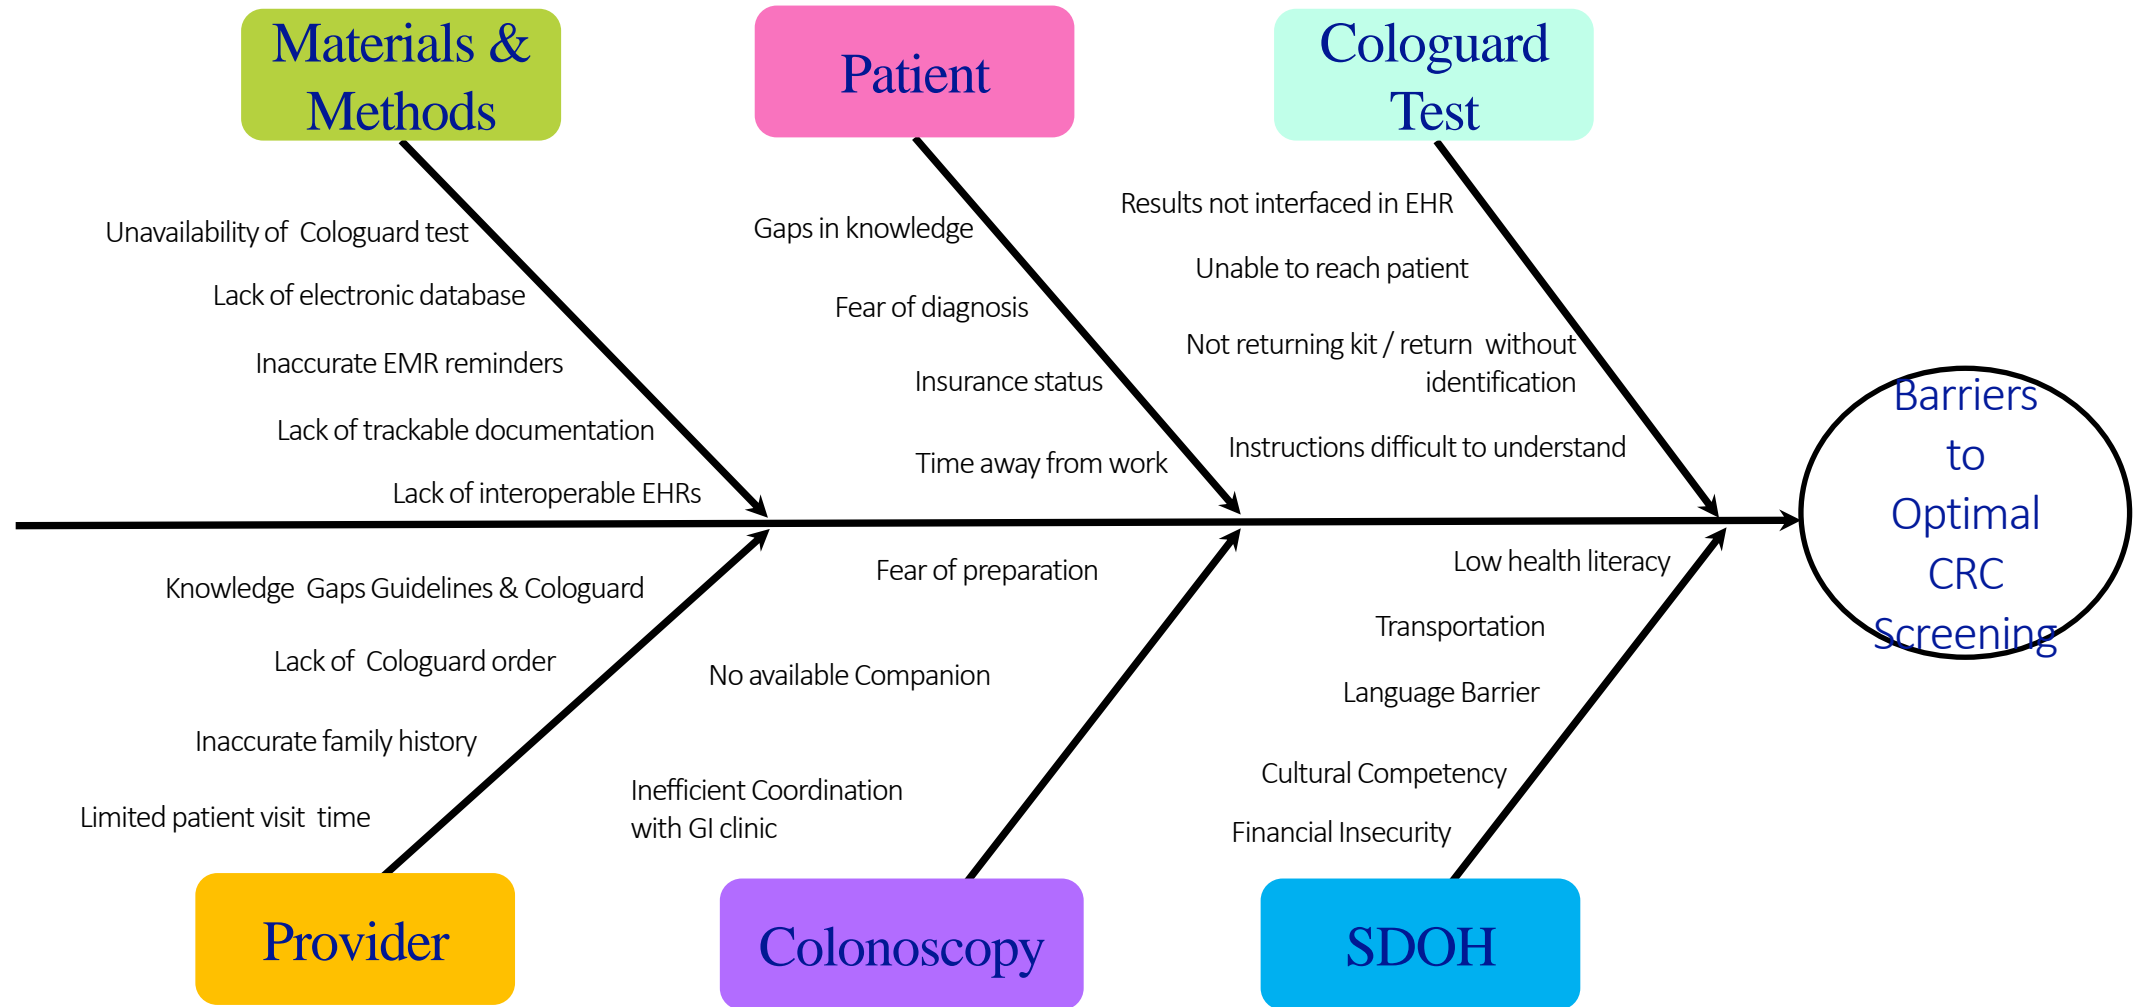 Materials &
Methods
Patient
Cologuard
Test
Unavailability of  Cologuard test
Lack of electronic database
Inaccurate EMR reminders
Lack of trackable documentation
Lack of interoperable EHRs
Gaps in knowledge
Fear of diagnosis
Insurance status
Time away from work
Results not interfaced in EHR
Unable to reach patient
Not returning kit / return  without
identification
Instructions difficult to understand
Barriers
to
Optimal
CRC
Screening
Knowledge  Gaps Guidelines & Cologuard
Lack of  Cologuard order
Inaccurate family history
Limited patient visit  time
Fear of preparation
No available Companion
Inefficient Coordination
with GI clinic
Low health literacy
Transportation
Language Barrier
Cultural Competency
Financial Insecurity
Provider
Colonoscopy
SDOH